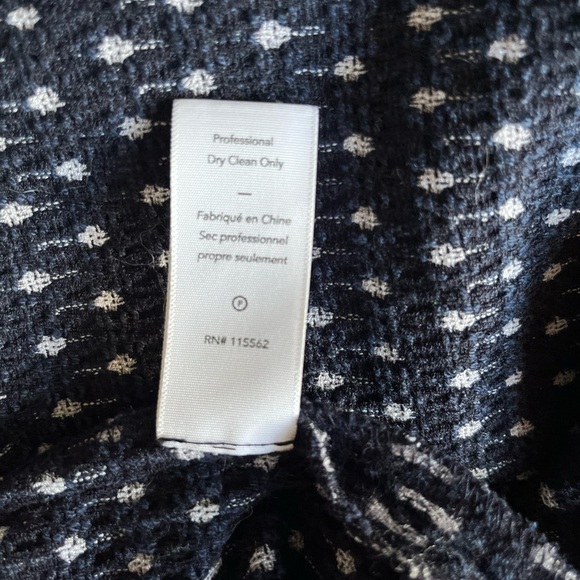 Professional
Dry Clean Only
—
Fabriqué en Chine
Sec professionnel
propre seulement
P
RN# 115562